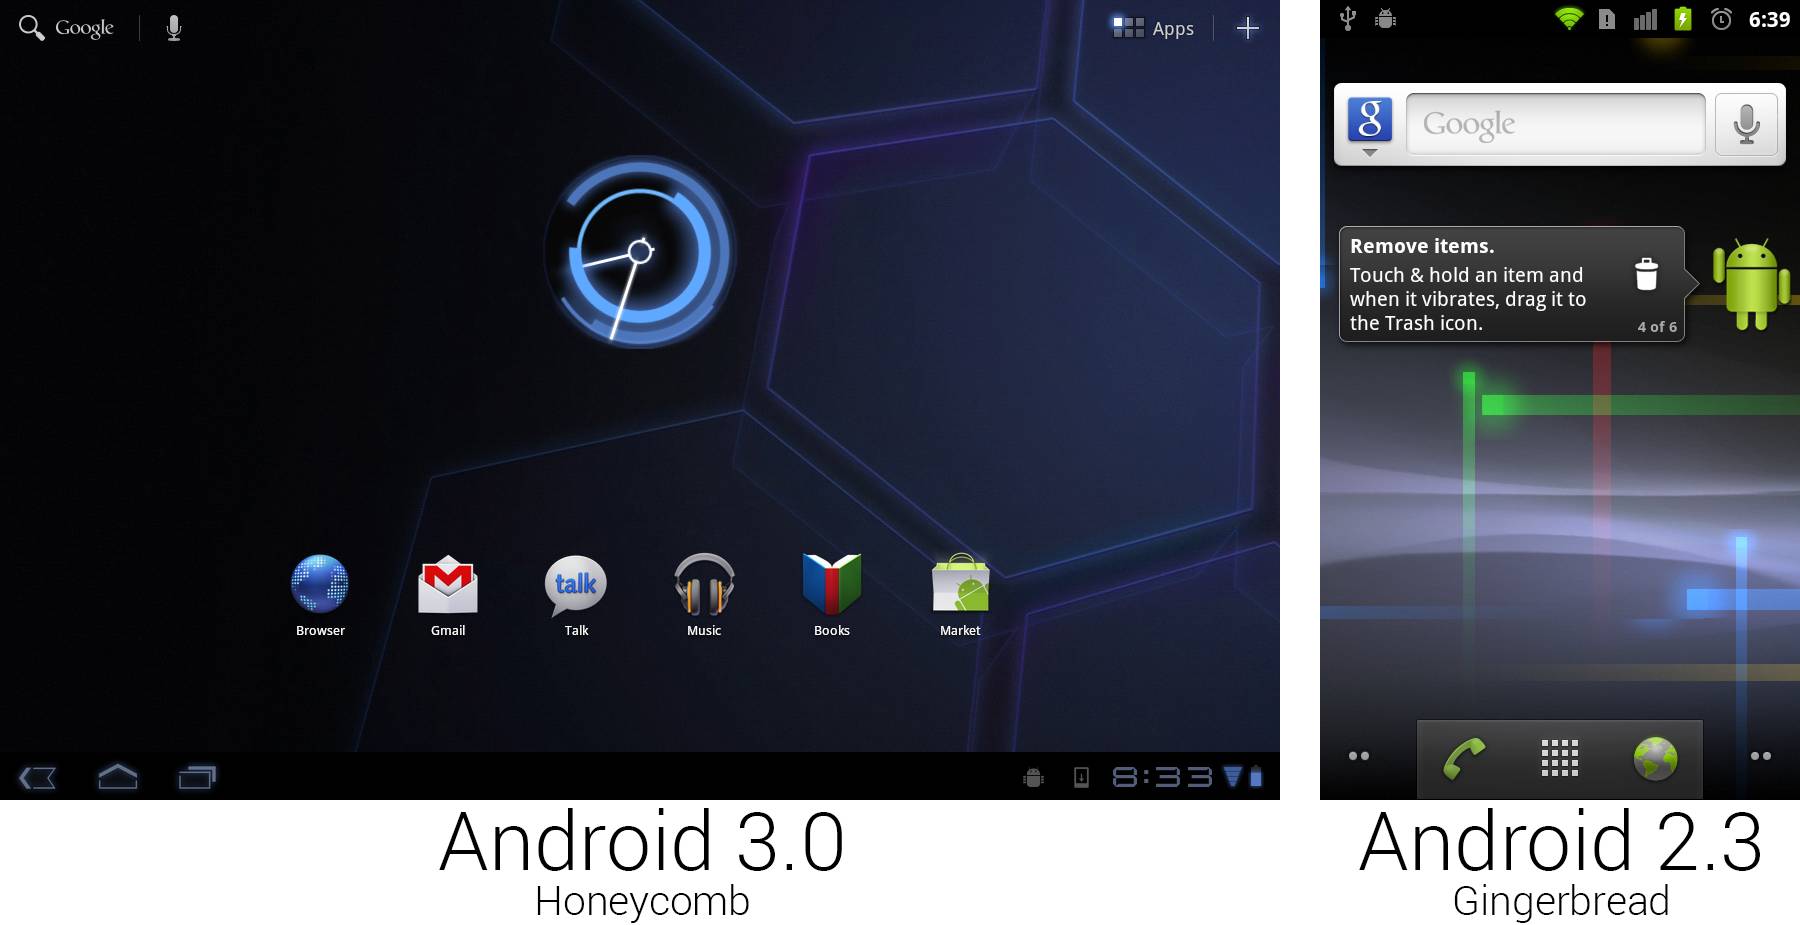 Google
Apps
Browser
Gmail
talk
Talk
Music
Books
Market
8:33
Android 3.0
Honeycomb
6:39
g
Google
Remove items.
Touch & hold an item and
when it vibrates, drag it to
the Trash icon.
4 of 6
Android 2.3
Gingerbread